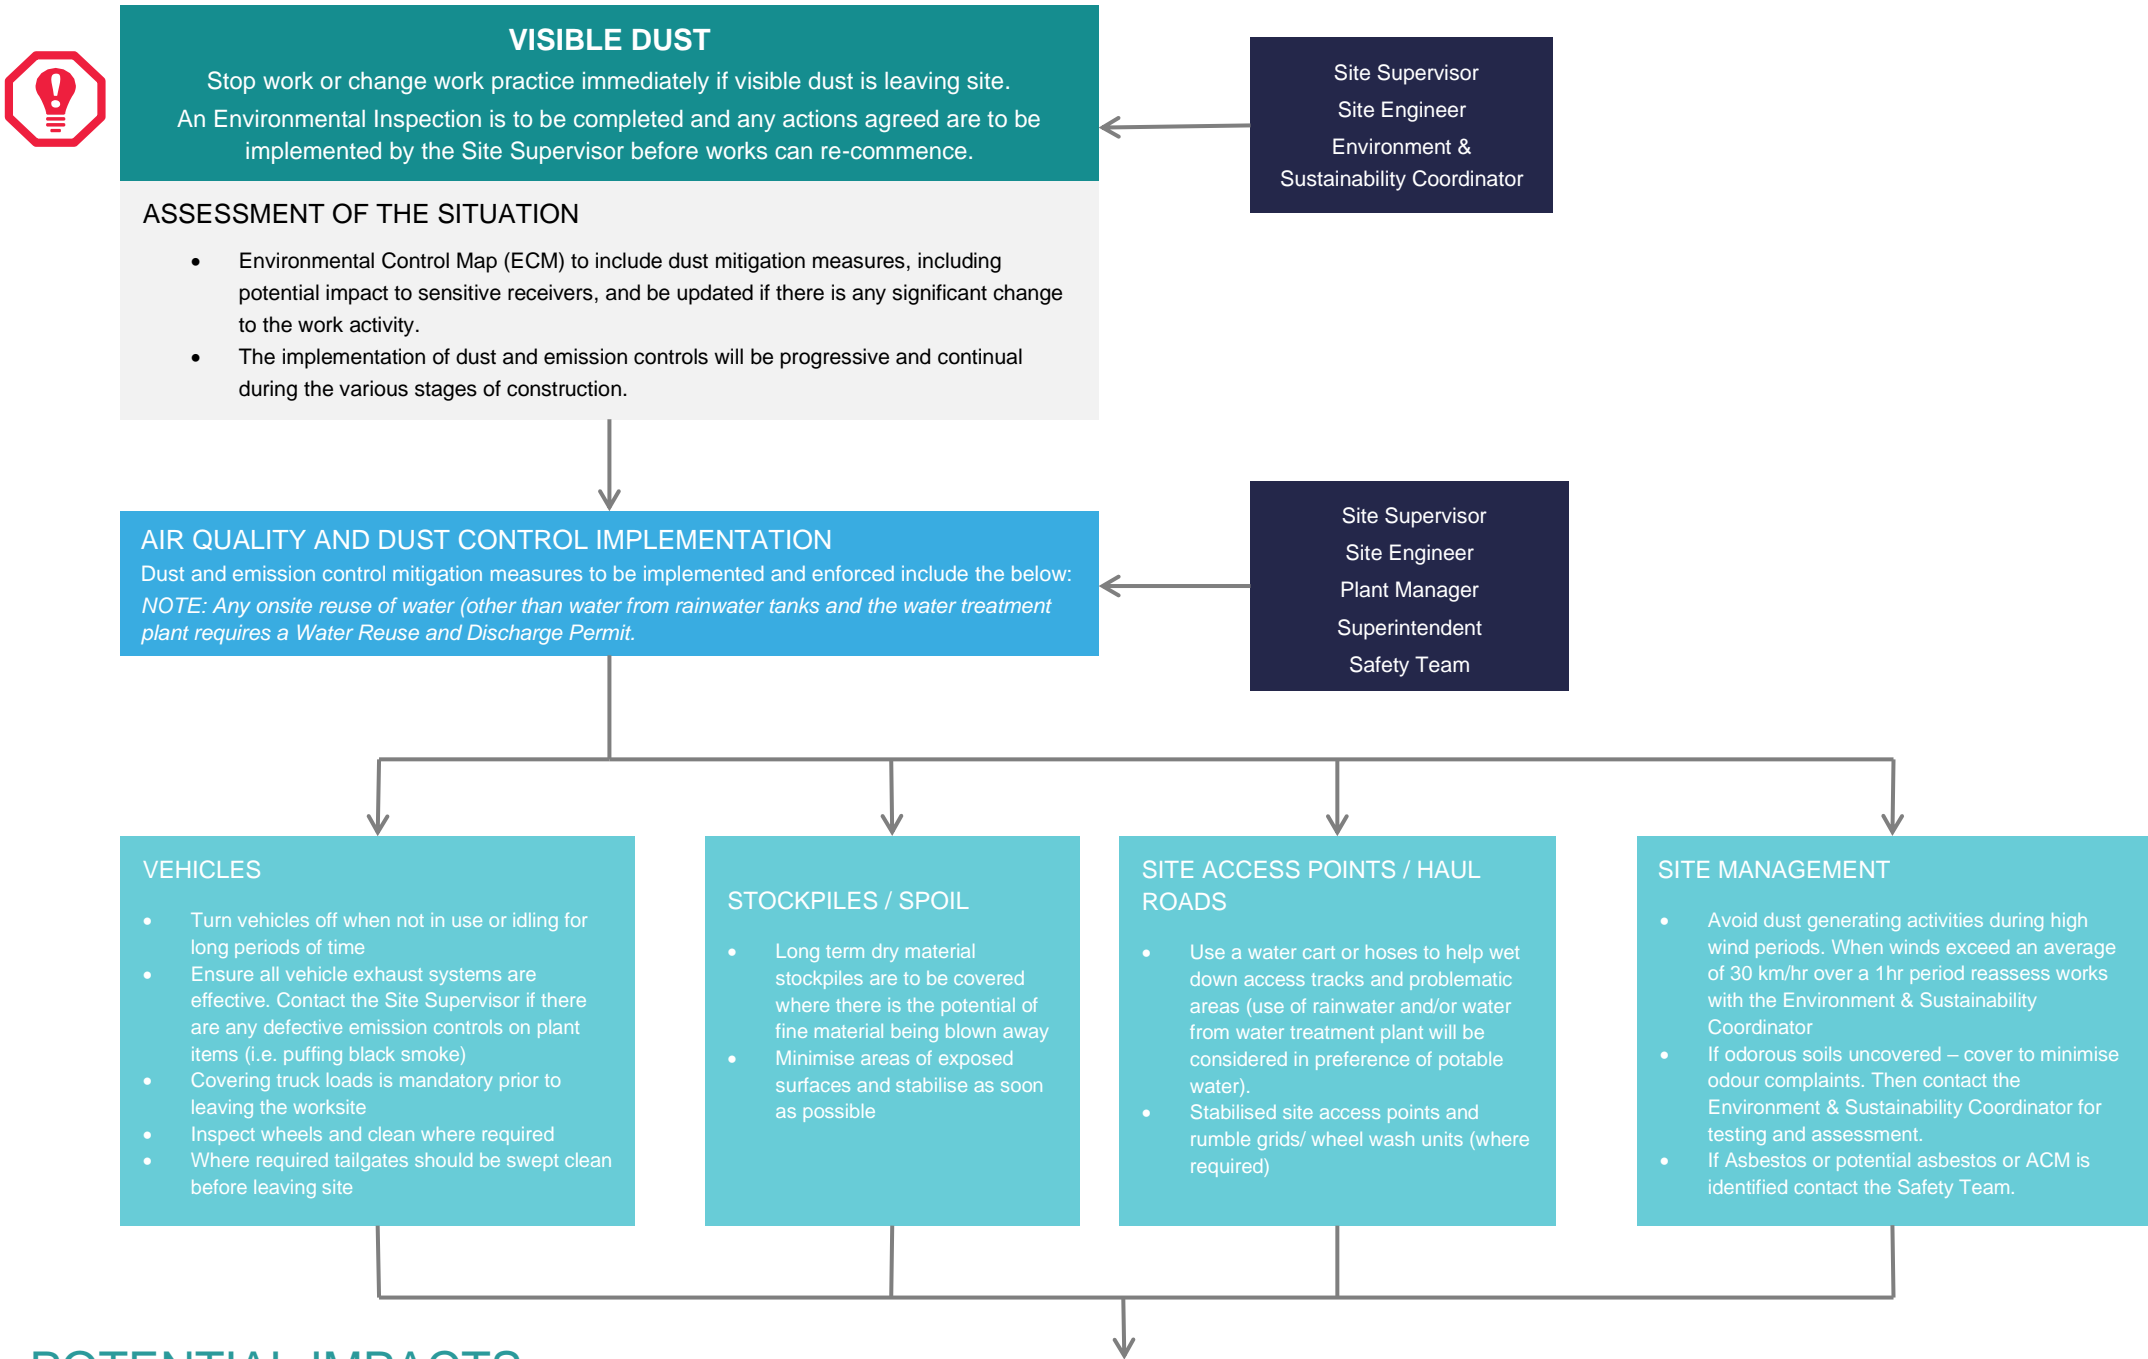 VISIBLE DUST
Stop work or change work practice immediately if visible dust is leaving site.
An Environmental Inspection is to be completed and any actions agreed are to be
implemented by the Site Supervisor before works can re-commence.
Site Supervisor
Site Engineer
Environment &
Sustainability Coordinator
ASSESSMENT OF THE SITUATION
• Environmental Control Map (ECM) to include dust mitigation measures, including
potential impact to sensitive receivers, and be updated if there is any significant change
to the work activity.
• The implementation of dust and emission controls will be progressive and continual
during the various stages of construction.
AIR QUALITY AND DUST CONTROL IMPLEMENTATION
Dust and emission control mitigation measures to be implemented and enforced include the below:
NOTE: Any onsite reuse of water (other than water from rainwater tanks and the water treatment
plant requires a Water Reuse and Discharge Permit.
Site Supervisor
Site Engineer
Plant Manager
Superintendent
Safety Team
VEHICLES
• Turn vehicles off when not in use or idling for
long periods of time
• Ensure all vehicle exhaust systems are
effective. Contact the Site Supervisor if there
are any defective emission controls on plant
items (i.e. puffing black smoke)
• Covering truck loads is mandatory prior to
leaving the worksite
• Inspect wheels and clean where required
• Where required tailgates should be swept clean
before leaving site
STOCKPILES / SPOIL
• Long term dry material
stockpiles are to be covered
where there is the potential of
fine material being blown away
• Minimise areas of exposed
surfaces and stabilise as soon
as possible
SITE ACCESS POINTS / HAUL
ROADS
• Use a water cart or hoses to help wet
down access tracks and problematic
areas (use of rainwater and/or water
from water treatment plant will be
considered in preference of potable
water).
• Stabilised site access points and
rumble grids/ wheel wash units (where
required)
SITE MANAGEMENT
• Avoid dust generating activities during high
wind periods. When winds exceed an average
of 30 km/hr over a 1hr period reassess works
with the Environment & Sustainability
Coordinator
• If odorous soils uncovered – cover to minimise
odour complaints. Then contact the
Environment & Sustainability Coordinator for
testing and assessment.
• If Asbestos or potential asbestos or ACM is
identified contact the Safety Team.
POTENTIAL IMPACTS